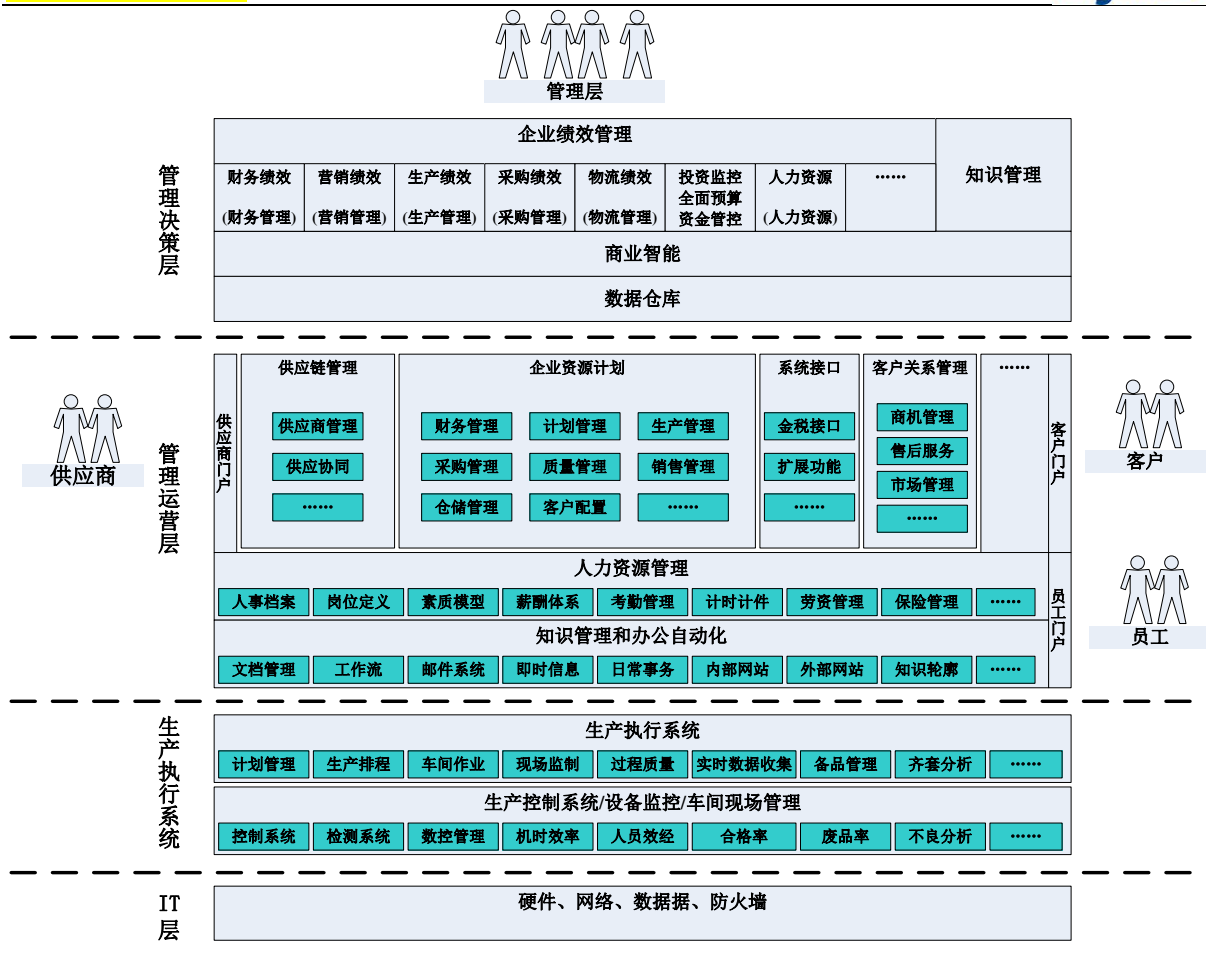 管理层
管理决策层
企业绩效管理
知识管理
财务绩效
(财务管理)
营销绩效
(营销管理)
生产绩效
(生产管理)
采购绩效
(采购管理)
物流绩效
(物流管理)
投资监控
全面预算
资金管控
人力资源
(人力资源)
……
商业智能
数据仓库
供应商
管理运营层
供应商门户
供应链管理
供应商管理
供应协同
……
企业资源计划
财务管理 计划管理 生产管理
采购管理 质量管理 销售管理
仓储管理 客户配置 ……
系统接口
金税接口
扩展功能
……
客户关系管理
商机管理
售后服务
市场管理
……
……
客户门户
客户
人力资源管理
人事档案 岗位定义 素质模型 薪酬体系 考勤管理 计时计件 劳资管理 保险管理 ……
知识管理和办公自动化
文档管理 工作流 邮件系统 即时信息 日常事务 内部网站 外部网站 知识轮廓 ……
员工门户
员工
生产执行系统
生产执行系统
计划管理 生产排程 车间作业 现场监制 过程质量 实时数据收集 备品管理 齐套分析 ……
生产控制系统/设备监控/车间现场管理
控制系统 检测系统 数控管理 机时效率 人员效经 合格率 废品率 不良分析 ……
IT层
硬件、网络、数据据、防火墙